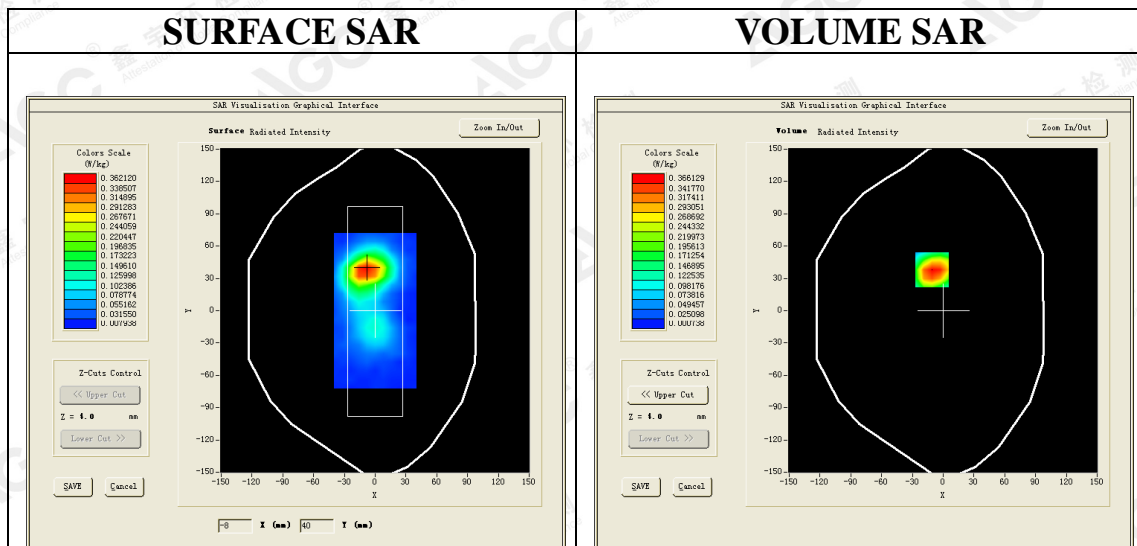 SURFACE SAR
VOLUME SAR
SAR Visualisation Graphical Interface
Surface Radiated Intensity
Zoom In/Out
Colors Scale
(W/kg)
0.362120
0.338507
0.314895
0.291283
0.267671
0.244059
0.220447
0.196835
0.173223
0.149610
0.125998
0.102386
0.078774
0.055162
0.031550
0.007938
150
120
90
60
30
0
-30
-60
-90
-120
-150
Y
-150 -120 -90 -60 -30 0 30 60 90 120 150
X
Z-Cuts Control
<< Upper Cut
Z = 4.0 mm
Lower Cut >>
SAVE
Cancel
-8 X (mm) 40 Y (mm)
SAR Visualisation Graphical Interface
Volume Radiated Intensity
Zoom In/Out
Colors Scale
(W/kg)
0.366129
0.341770
0.317411
0.293051
0.268692
0.244332
0.219973
0.195613
0.171254
0.146895
0.122535
0.098176
0.073816
0.049457
0.025098
0.000738
150
120
90
60
30
0
-30
-60
-90
-120
-150
Y
-150 -120 -90 -60 -30 0 30 60 90 120 150
X
Z-Cuts Control
<< Upper Cut
Z = 4.0 mm
Lower Cut >>
SAVE
Cancel
AGC